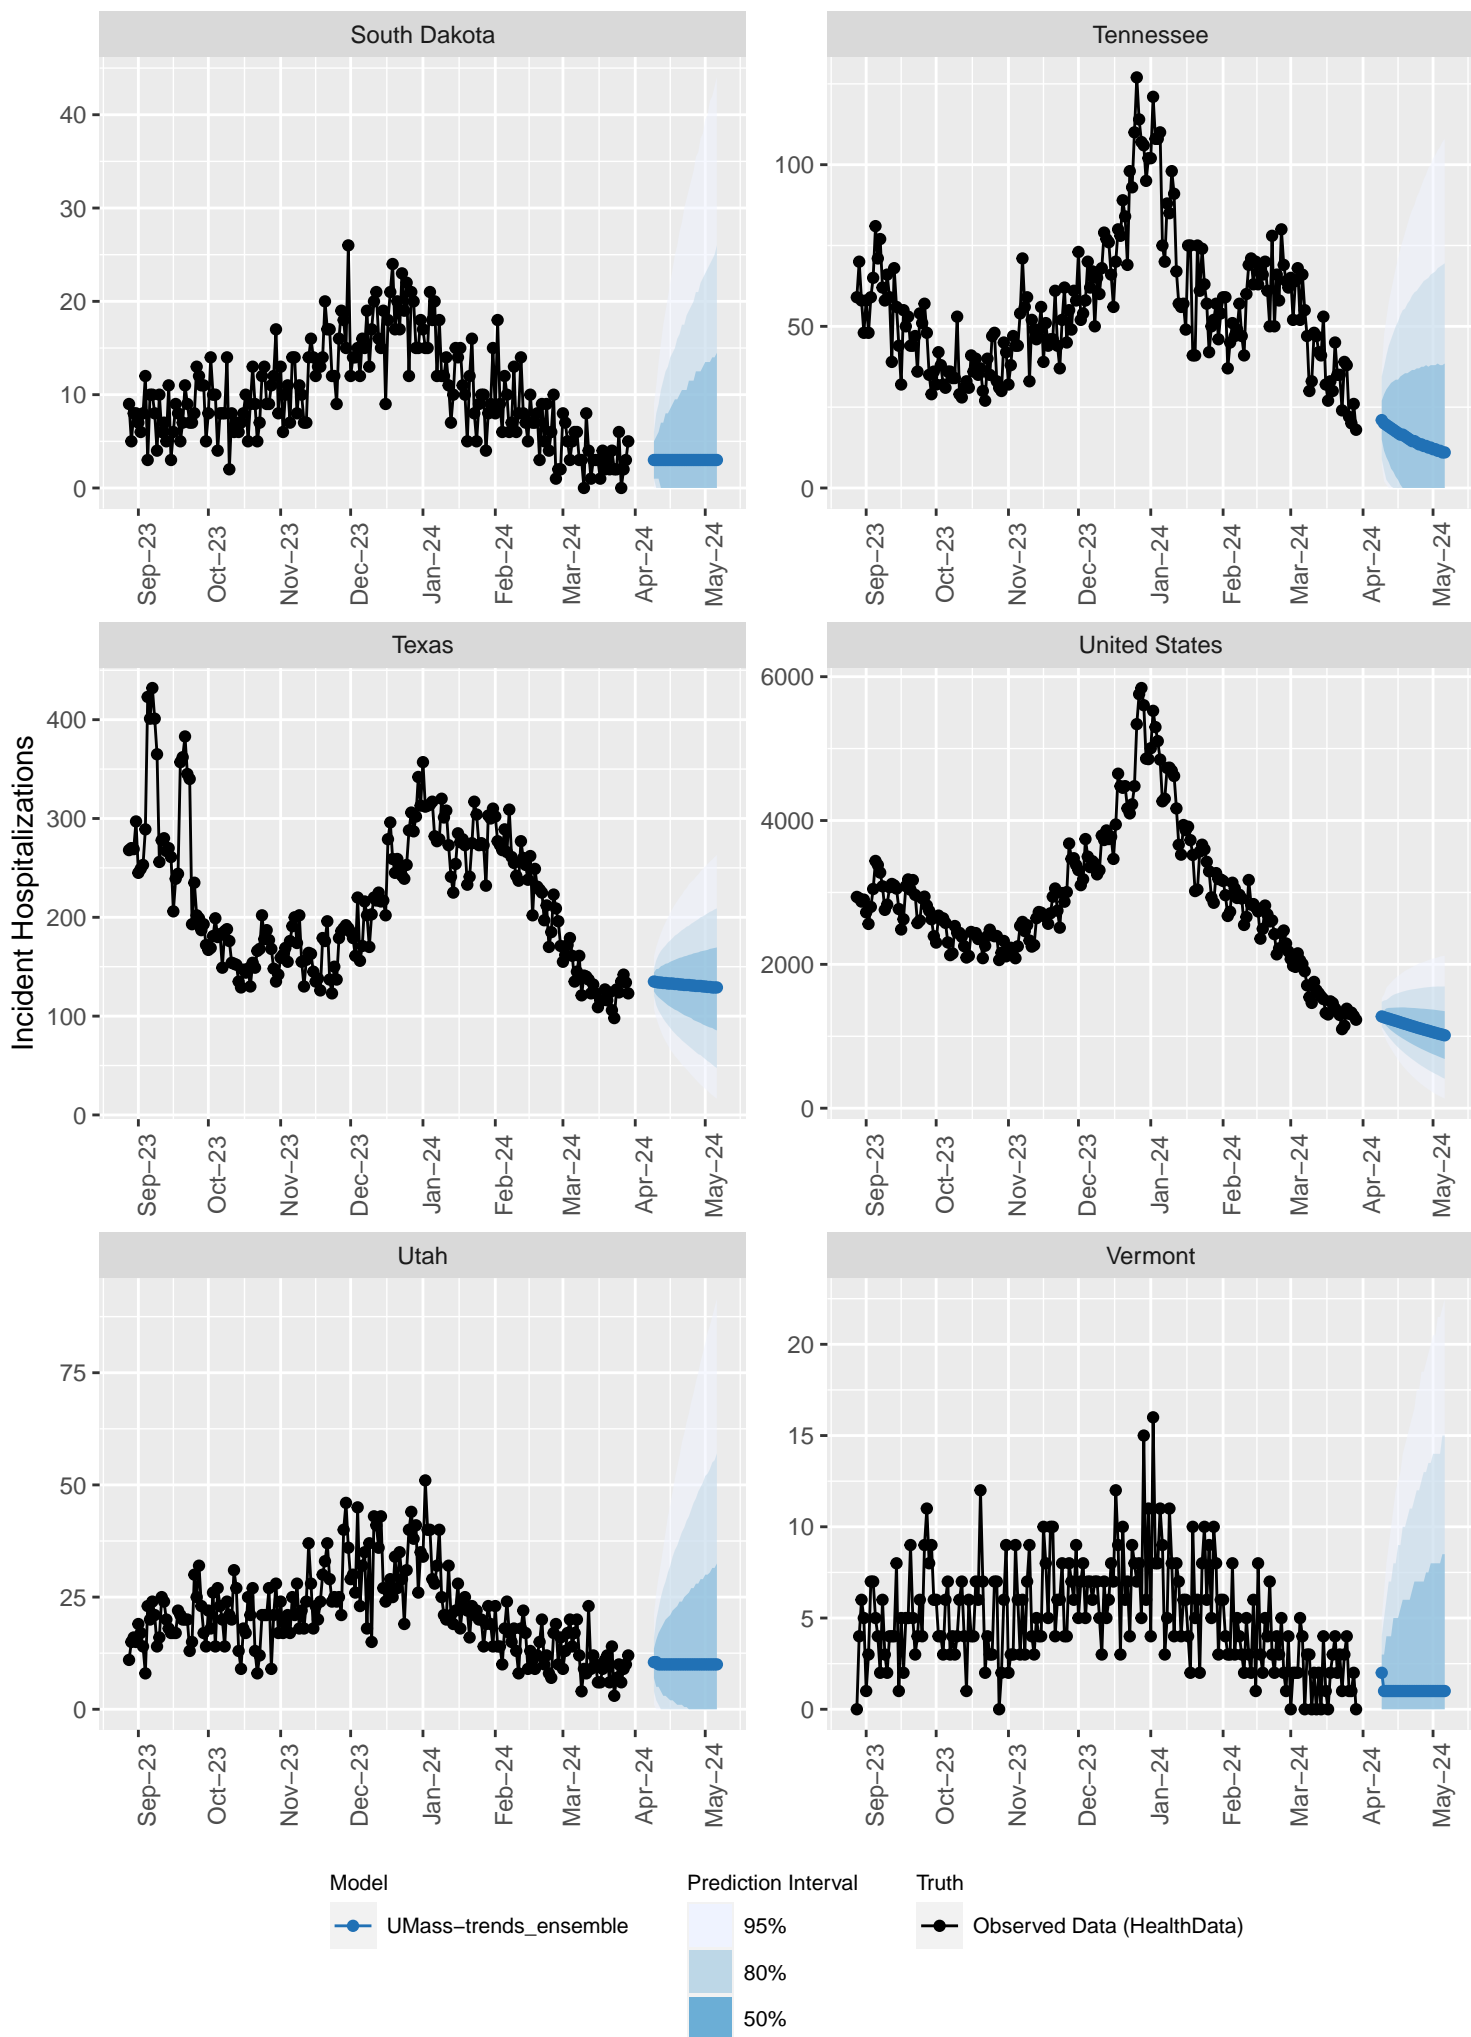 South Dakota
Tennessee
40
30
20
10
0
100
50
0
Sep−23
Oct−23
Nov−23
Dec−23
Jan−24
Feb−24
Mar−24
Apr−24
May−24
Sep−23
Oct−23
Nov−23
Dec−23
Jan−24
Feb−24
Mar−24
Apr−24
May−24
Incident Hospitalizations
Texas
United States
400
300
200
100
0
6000
4000
2000
0
Sep−23
Oct−23
Nov−23
Dec−23
Jan−24
Feb−24
Mar−24
Apr−24
May−24
Sep−23
Oct−23
Nov−23
Dec−23
Jan−24
Feb−24
Mar−24
Apr−24
May−24
Utah
Vermont
75
50
25
0
20
15
10
5
0
Sep−23
Oct−23
Nov−23
Dec−23
Jan−24
Feb−24
Mar−24
Apr−24
May−24
Sep−23
Oct−23
Nov−23
Dec−23
Jan−24
Feb−24
Mar−24
Apr−24
May−24
Model
UMass−trends_ensemble
Prediction Interval
95%
80%
50%
Truth
Observed Data (HealthData)